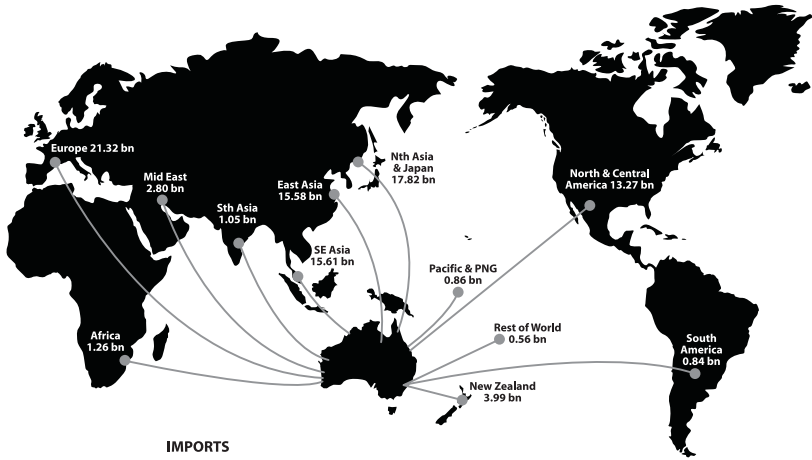 Europe 21.32 bn
Mid East
2.80 bn
Sth Asia
1.05 bn
East Asia
15.58 bn
Nth Asia
& Japan
17.82 bn
North & Central
America 13.27 bn
SE Asia
15.61 bn
Pacific & PNG
0.86 bn
Africa
1.26 bn
Rest of World
0.56 bn
South
America
0.84 bn
New Zealand
3.99 bn
IMPORTS